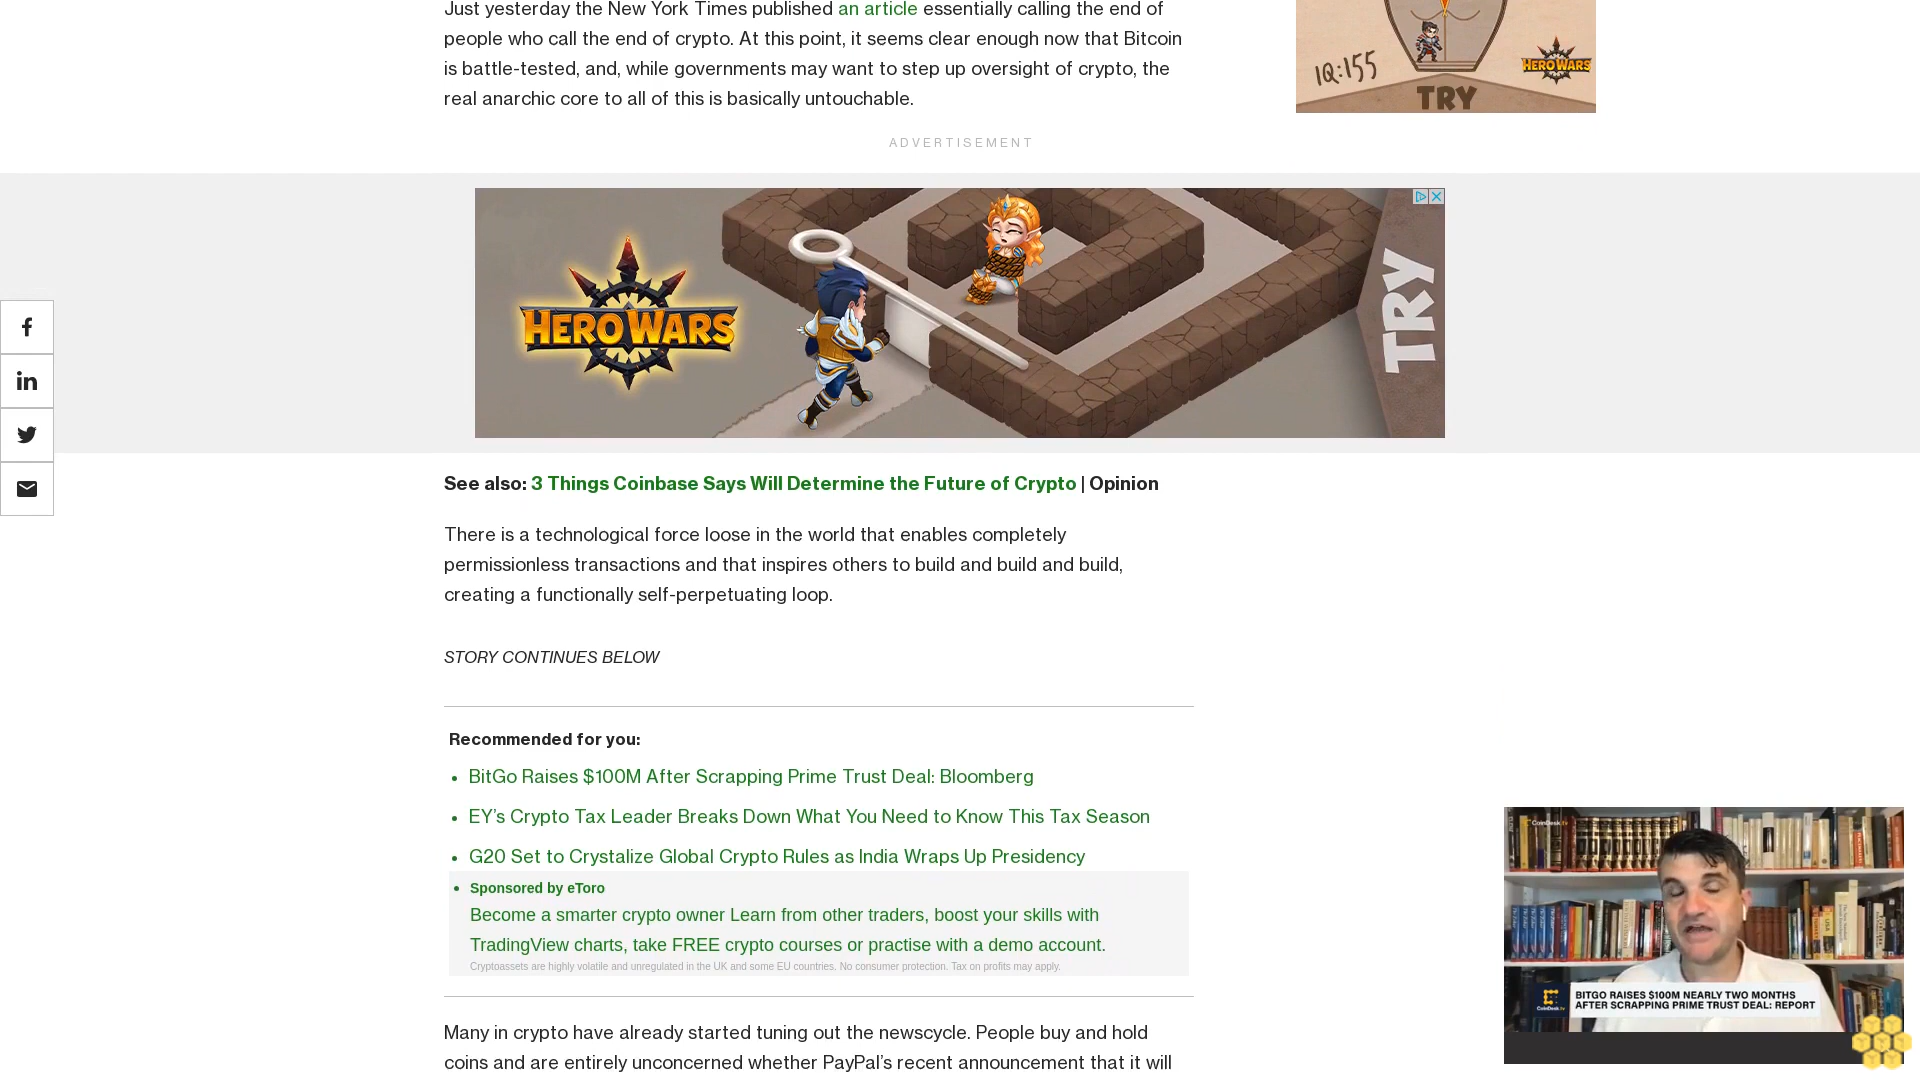 Just yesterday the New York Times published an article essentially calling the end of
people who call the end of crypto. At this point, it seems clear enough now that Bitcoin
is battle-tested, and, while governments may want to step up oversight of crypto, the
real anarchic core to all of this is basically untouchable.
IQ:155
HERO WARS
TRY
ADVERTISEMENT
HERO WARS
TRY
See also: 3 Things Coinbase Says Will Determine the Future of Crypto | Opinion
There is a technological force loose in the world that enables completely
permissionless transactions and that inspires others to build and build and build,
creating a functionally self-perpetuating loop.
STORY CONTINUES BELOW
Recommended for you:
• BitGo Raises $100M After Scrapping Prime Trust Deal: Bloomberg
• EY’s Crypto Tax Leader Breaks Down What You Need to Know This Tax Season
• G20 Set to Crystalize Global Crypto Rules as India Wraps Up Presidency
• Sponsored by eToro
Become a smarter crypto owner Learn from other traders, boost your skills with
TradingView charts, take FREE crypto courses or practise with a demo account.
Cryptoassets are highly volatile and unregulated in the UK and some EU countries. No consumer protection. Tax on profits may apply.
Many in crypto have already started tuning out the newscycle. People buy and hold
coins and are entirely unconcerned whether PayPal’s recent announcement that it will
CoinDesk.tv
CoinDesk.tv
BITGO RAISES $100M NEARLY TWO MONTHS
AFTER SCRAPPING PRIME TRUST DEAL: REPORT